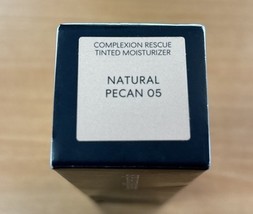 COMPLEXION RESCUE
TINTED MOISTURIZER
NATURAL
PECAN 05